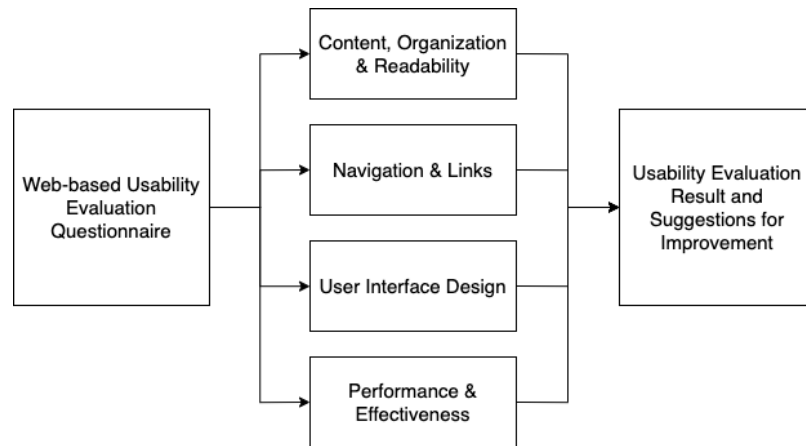 Web-based Usability
Evaluation
Questionnaire
Content, Organization
& Readability
Navigation & Links
User Interface Design
Performance &
Effectiveness
Usability Evaluation
Result and
Suggestions for
Improvement